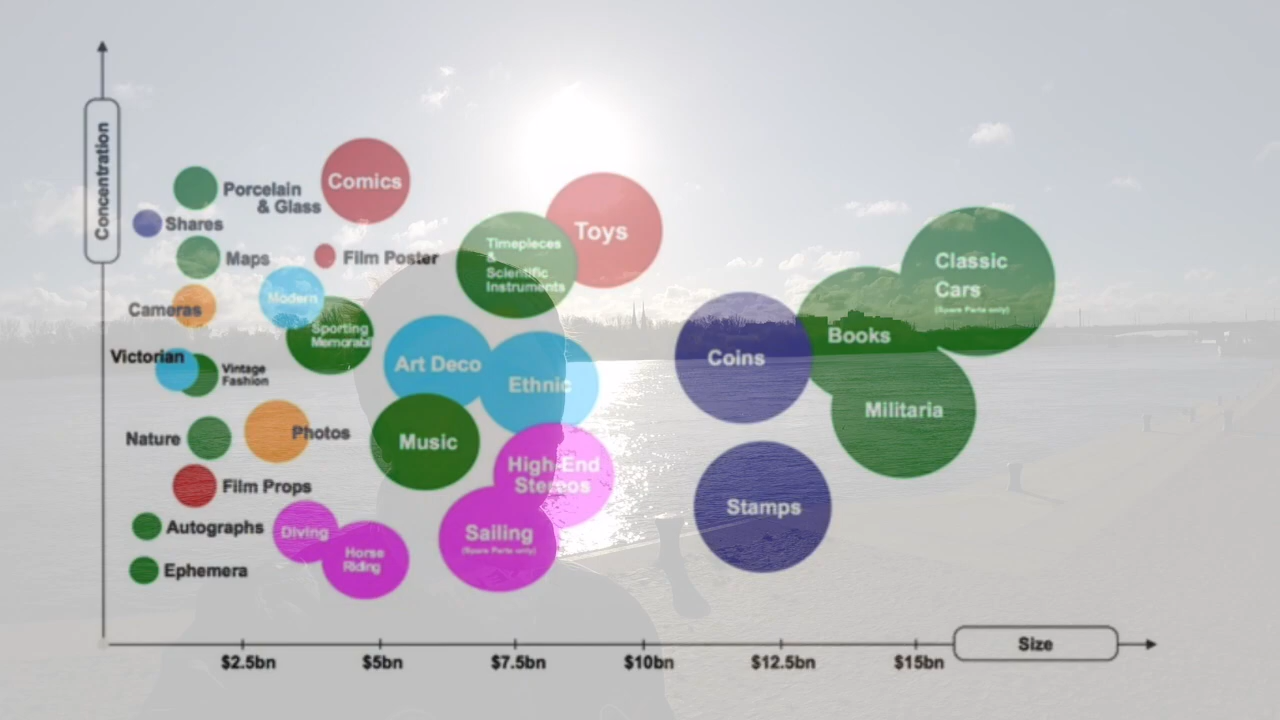 Concentration
Comics
Porcelain
& Glass
Shares
Toys
Timepieces
&
Scientific
Instruments
Maps
Film Poster
Classic
Cars
(Spare Parts only)
Modern
Cameras
Sporting
Memorabil
Books
Victorian
Vintage
Fashion
Art Deco
Ethnic
Coins
Militaria
Nature
Photos
Music
High-End
Stereos
Film Props
Stamps
Autographs
Diving
Sailing
(Spare Parts only)
Horse
Riding
Ephemera
Size
$2.5bn
$5bn
$7.5bn
$10bn
$12.5bn
$15bn